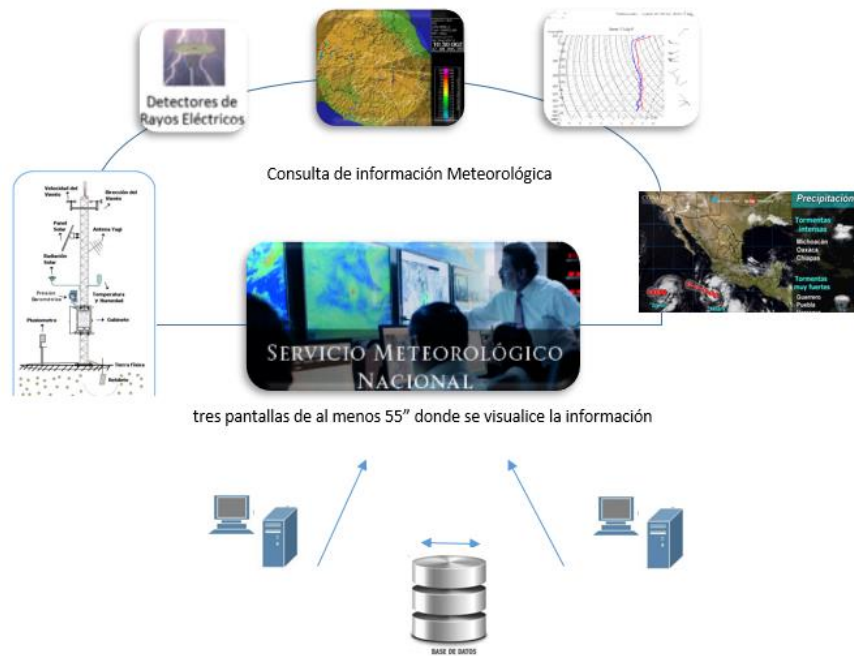 Detectores de
Rayos Eléctricos
Consulta de información Meteorológica
Velocidad del
Viento
Dirección del
Viento
Panel
Solar
Antena Yagi
Radiación
Solar
Presión
Barométrica
Temperatura
y Humedad
Gabinete
Pluviómetro
Tierra Física
Precipitación
Tormentas
intensas
Michoacán
Oaxaca
Chiapas
Tormentas
muy fuertes
Guerrero
Puebla
SERVICIO METEOROLÓGICO
NACIONAL
tres pantallas de al menos 55” donde se visualice la información
BASE DE DATOS